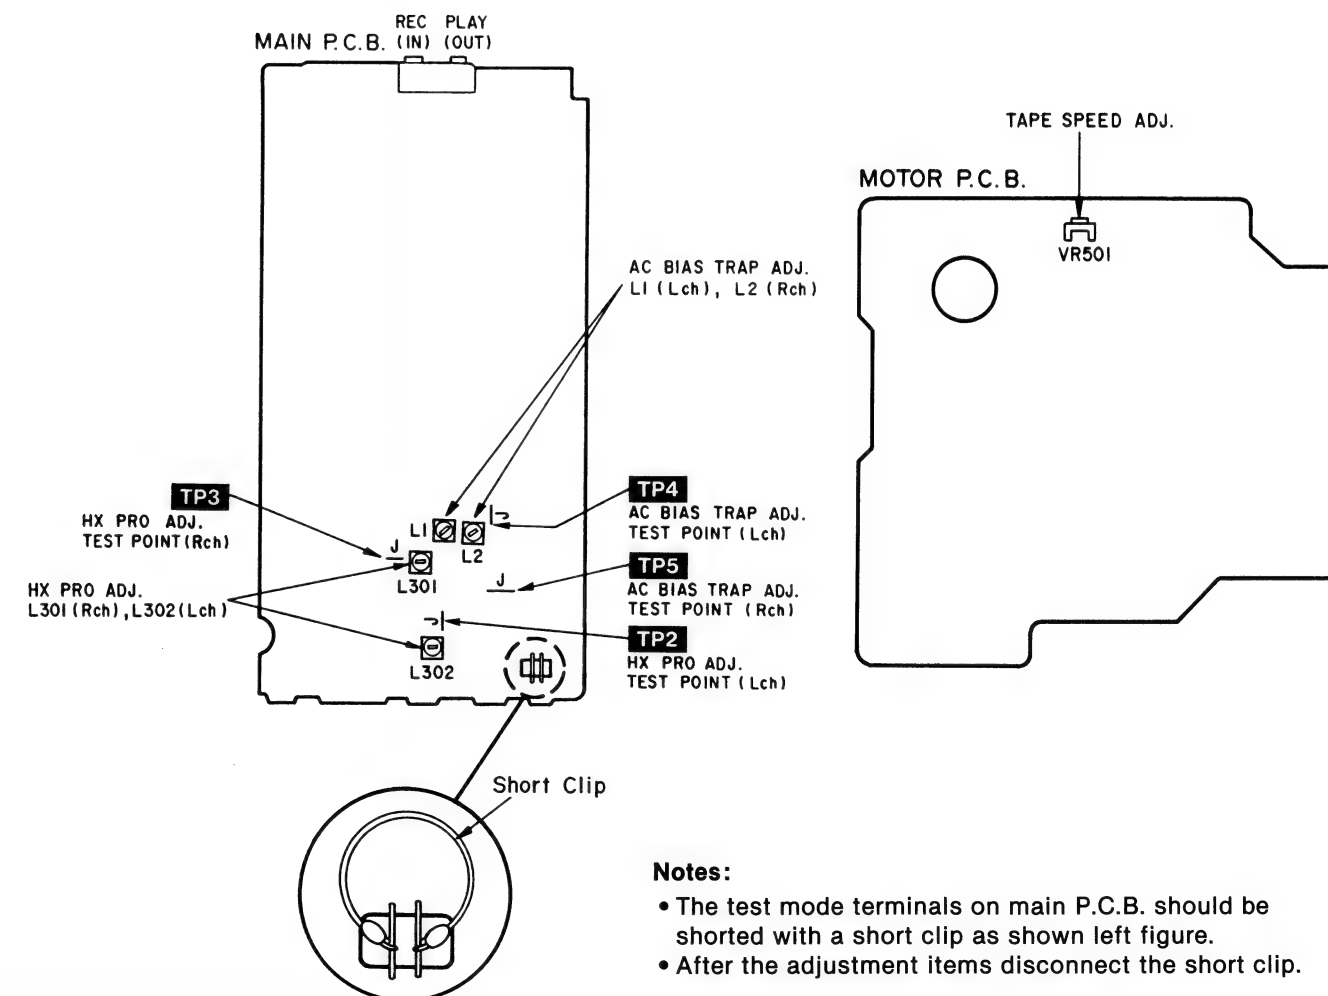 REC PLAY
MAIN P.C.B. (IN) (OUT)
TAPE SPEED ADJ.
MOTOR P.C.B.
VR501
AC BIAS TRAP ADJ.
L1 (Lch), L2 (Rch)
TP3
HX PRO ADJ.
TEST POINT (Rch)
HX PRO ADJ.
L301 (Rch), L302 (Lch)
L1
L2
J
L301
J
J
J
L302
TP4
AC BIAS TRAP ADJ.
TEST POINT (Lch)
TP5
AC BIAS TRAP ADJ.
TEST POINT (Rch)
TP2
HX PRO ADJ.
TEST POINT (Lch)
Short Clip
Notes:
• The test mode terminals on main P.C.B. should be
shorted with a short clip as shown left figure.
• After the adjustment items disconnect the short clip.